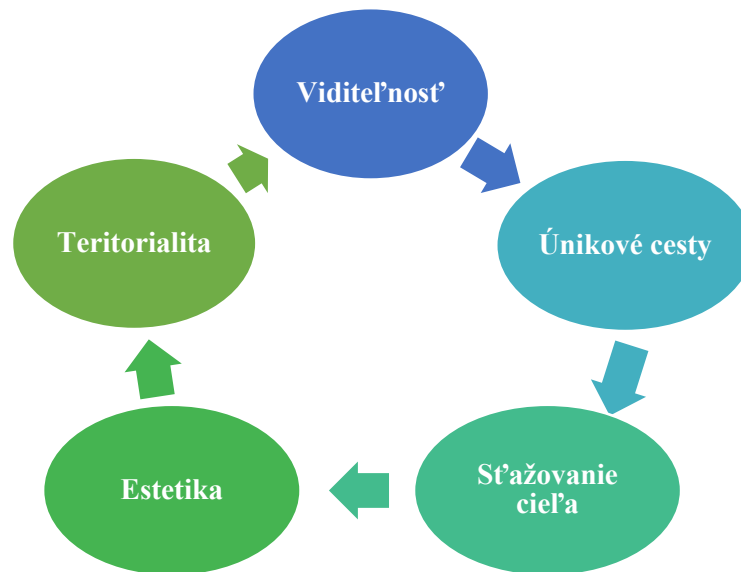 Viditeľnosť
Únikové cesty
Sťažovanie
cieľa
Estetika
Teritorialita